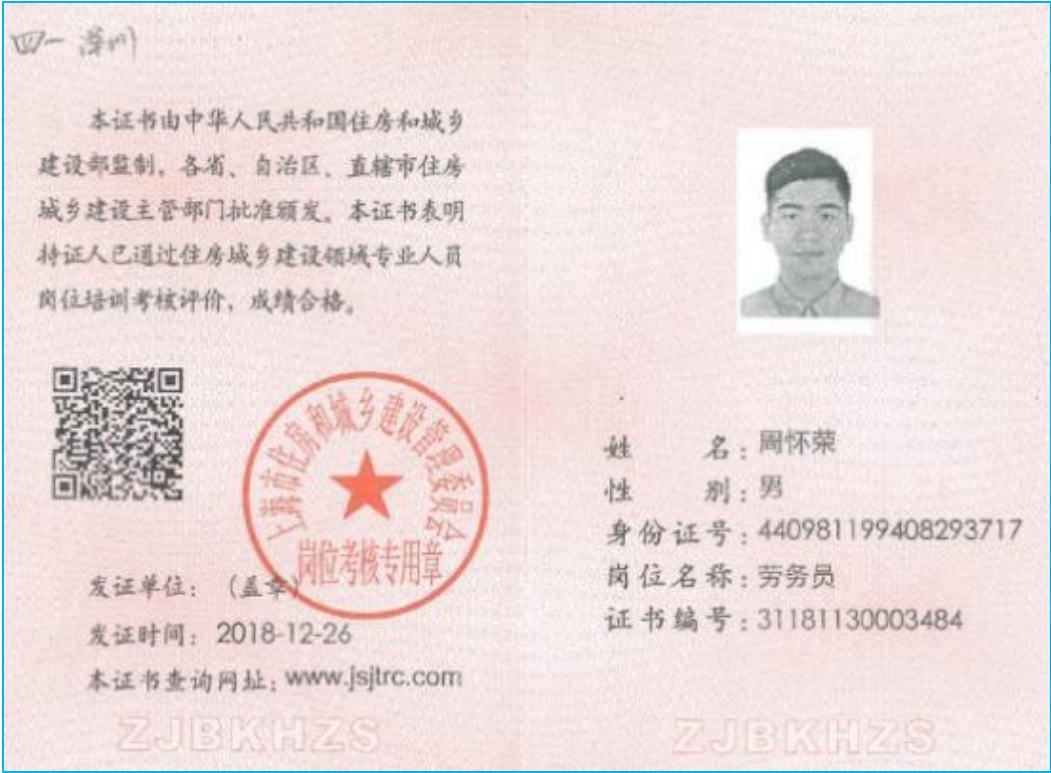 四一 深圳
本证书由中华人民共和国住房和城乡
建设部监制，各省、自治区、直辖市住房
城乡建设主管部门批准颁发。本证书表明
持证人已通过住房城乡建设领域专业人员
岗位培训考核评价，成绩合格。
上海市住房和城乡建设管理委员会
岗位考核专用章
发证单位：（盖章）
发证时间：2018-12-26
本证书查询网址：www.jsjtrc.com
ZJBKHZS
姓 名：周怀荣
性 别：男
身份证号：440981199408293717
岗位名称：劳务员
证书编号：31181130003484
ZJBKHZS